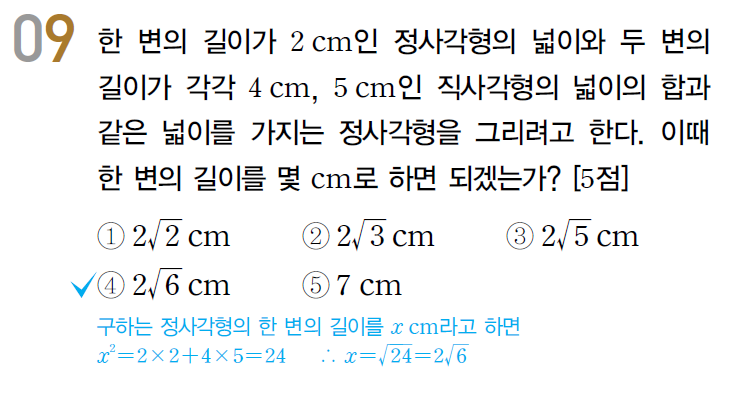 09 한 변의 길이가 2 cm인 정사각형의 넓이와 두 변의
길이가 각각 4 cm, 5 cm인 직사각형의 넓이의 합과
같은 넓이를 가지는 정사각형을 그리려고 한다. 이때
한 변의 길이를 몇 cm로 하면 되겠는가? [5점]
① 2√2 cm ② 2√3 cm ③ 2√5 cm
④ 2√6 cm ⑤ 7 cm
구하는 정사각형의 한 변의 길이를 x cm라고 하면
x²=2×2+4×5=24 ∴ x=√24=2√6